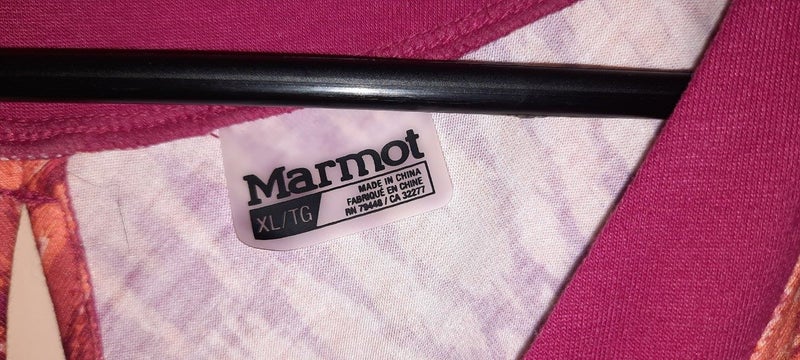 Marmot
XL/TG
MADE IN CHINA
FABRIQUÉ EN CHINE
RN 79448 / CA 32277